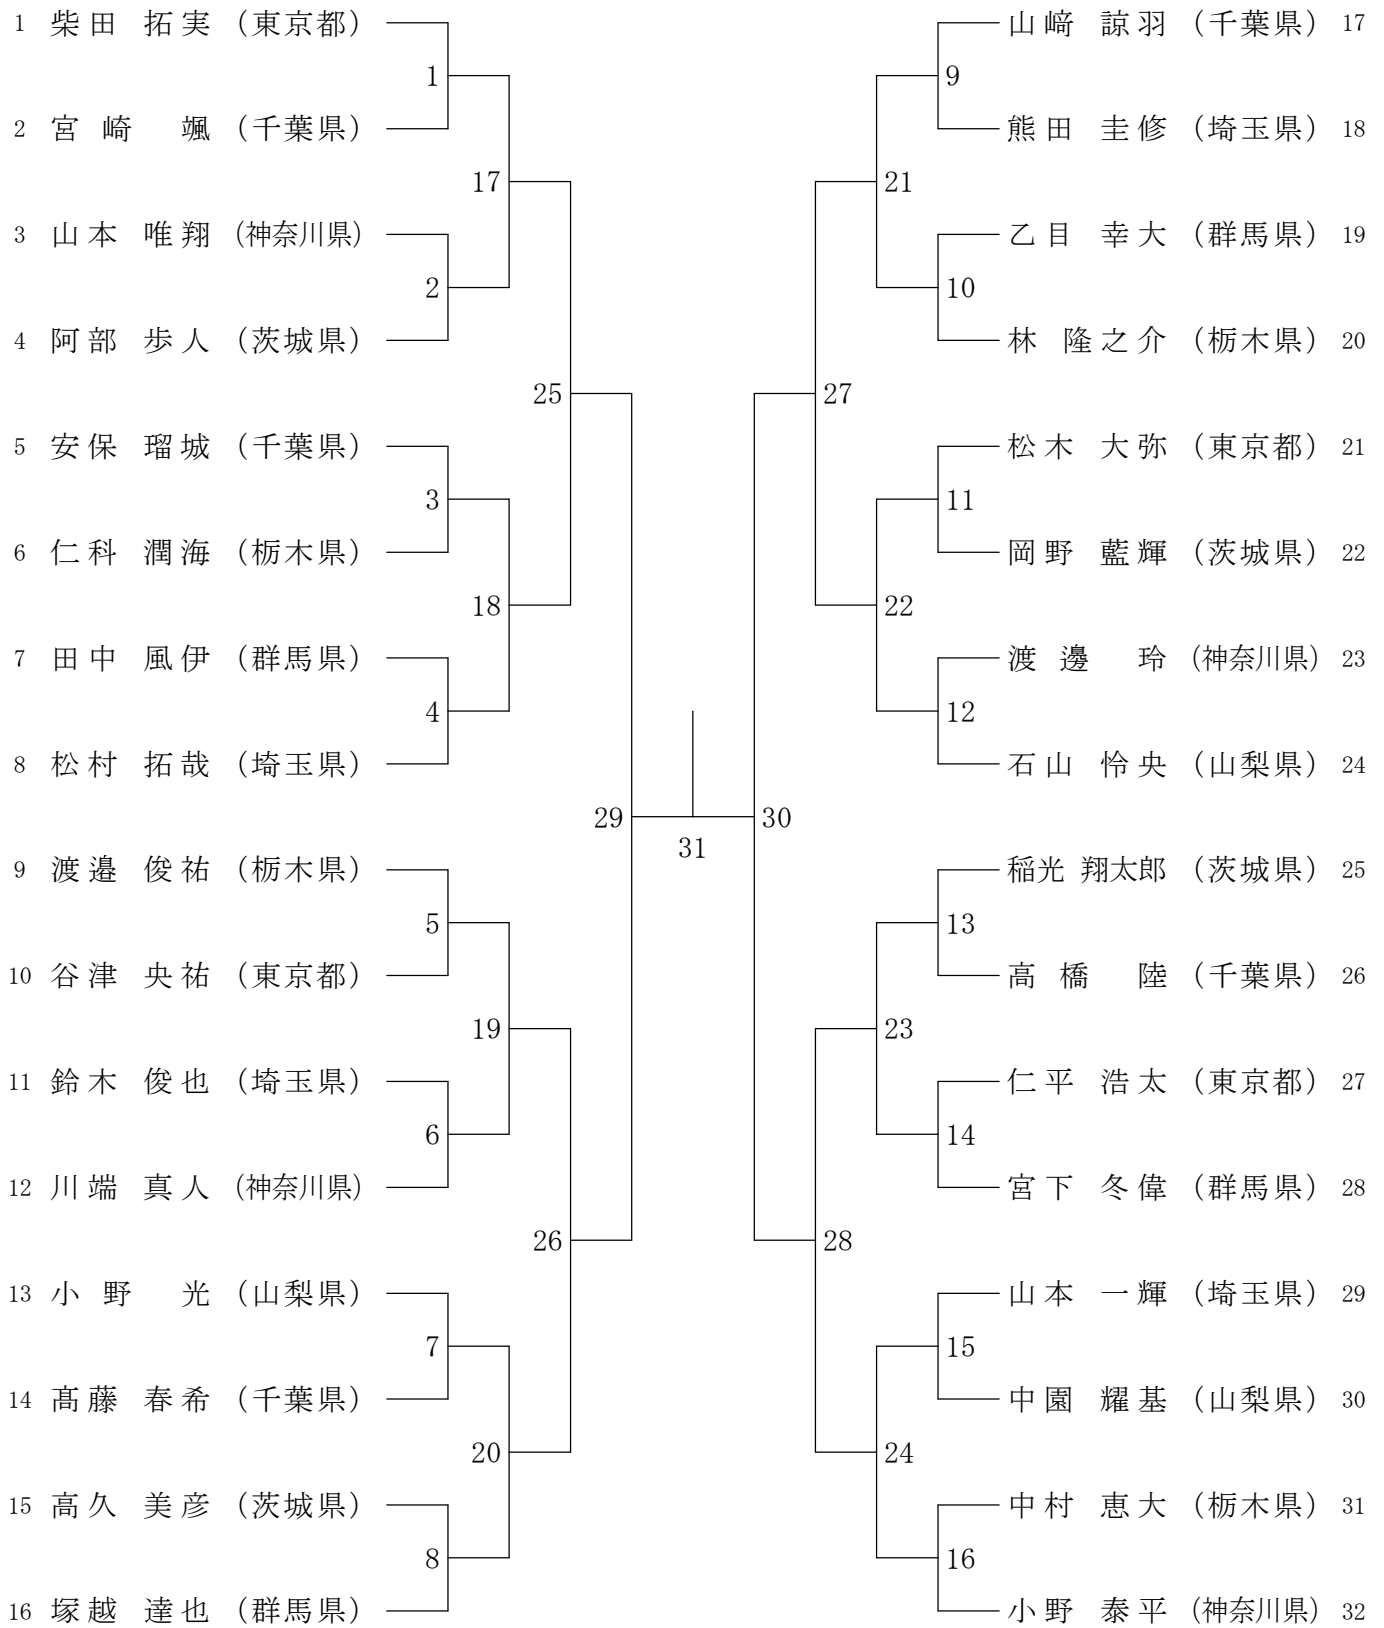 1 柴田 拓実 (東京都)
1
2 宮崎 颯 (千葉県)
17
3 山本 唯翔 (神奈川県)
2
4 阿部 歩人 (茨城県)
25
5 安保 瑠城 (千葉県)
3
6 仁科 潤海 (栃木県)
18
7 田中 風伊 (群馬県)
4
8 松村 拓哉 (埼玉県)
29
9 渡邉 俊祐 (栃木県)
5
10 谷津 央祐 (東京都)
19
11 鈴木 俊也 (埼玉県)
6
12 川端 真人 (神奈川県)
26
13 小野 光 (山梨県)
7
14 髙藤 春希 (千葉県)
20
15 高久 美彦 (茨城県)
8
16 塚越 達也 (群馬県)
31
山﨑 諒羽 (千葉県) 17
9
熊田 圭修 (埼玉県) 18
21
乙目 幸大 (群馬県) 19
10
林 隆之介 (栃木県) 20
27
松木 大弥 (東京都) 21
11
岡野 藍輝 (茨城県) 22
22
渡邊 玲 (神奈川県) 23
12
石山 怜央 (山梨県) 24
30
稲光 翔太郎 (茨城県) 25
13
高橋 陸 (千葉県) 26
23
仁平 浩太 (東京都) 27
14
宮下 冬偉 (群馬県) 28
28
山本 一輝 (埼玉県) 29
15
中園 耀基 (山梨県) 30
24
中村 恵大 (栃木県) 31
16
小野 泰平 (神奈川県) 32